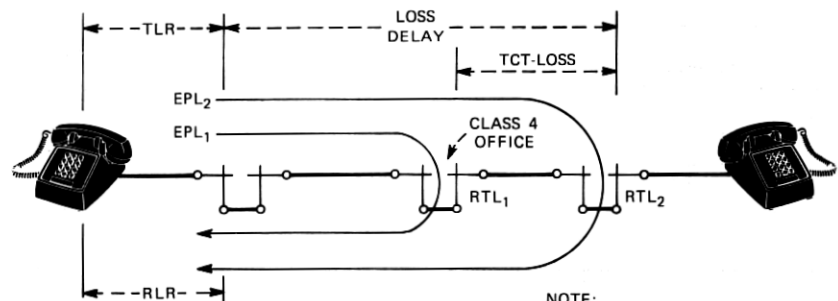 TLR
LOSS
DELAY
TCT-LOSS
EPL2
EPL1
CLASS 4
OFFICE
RTL1
RTL2
RLR
NOTE: